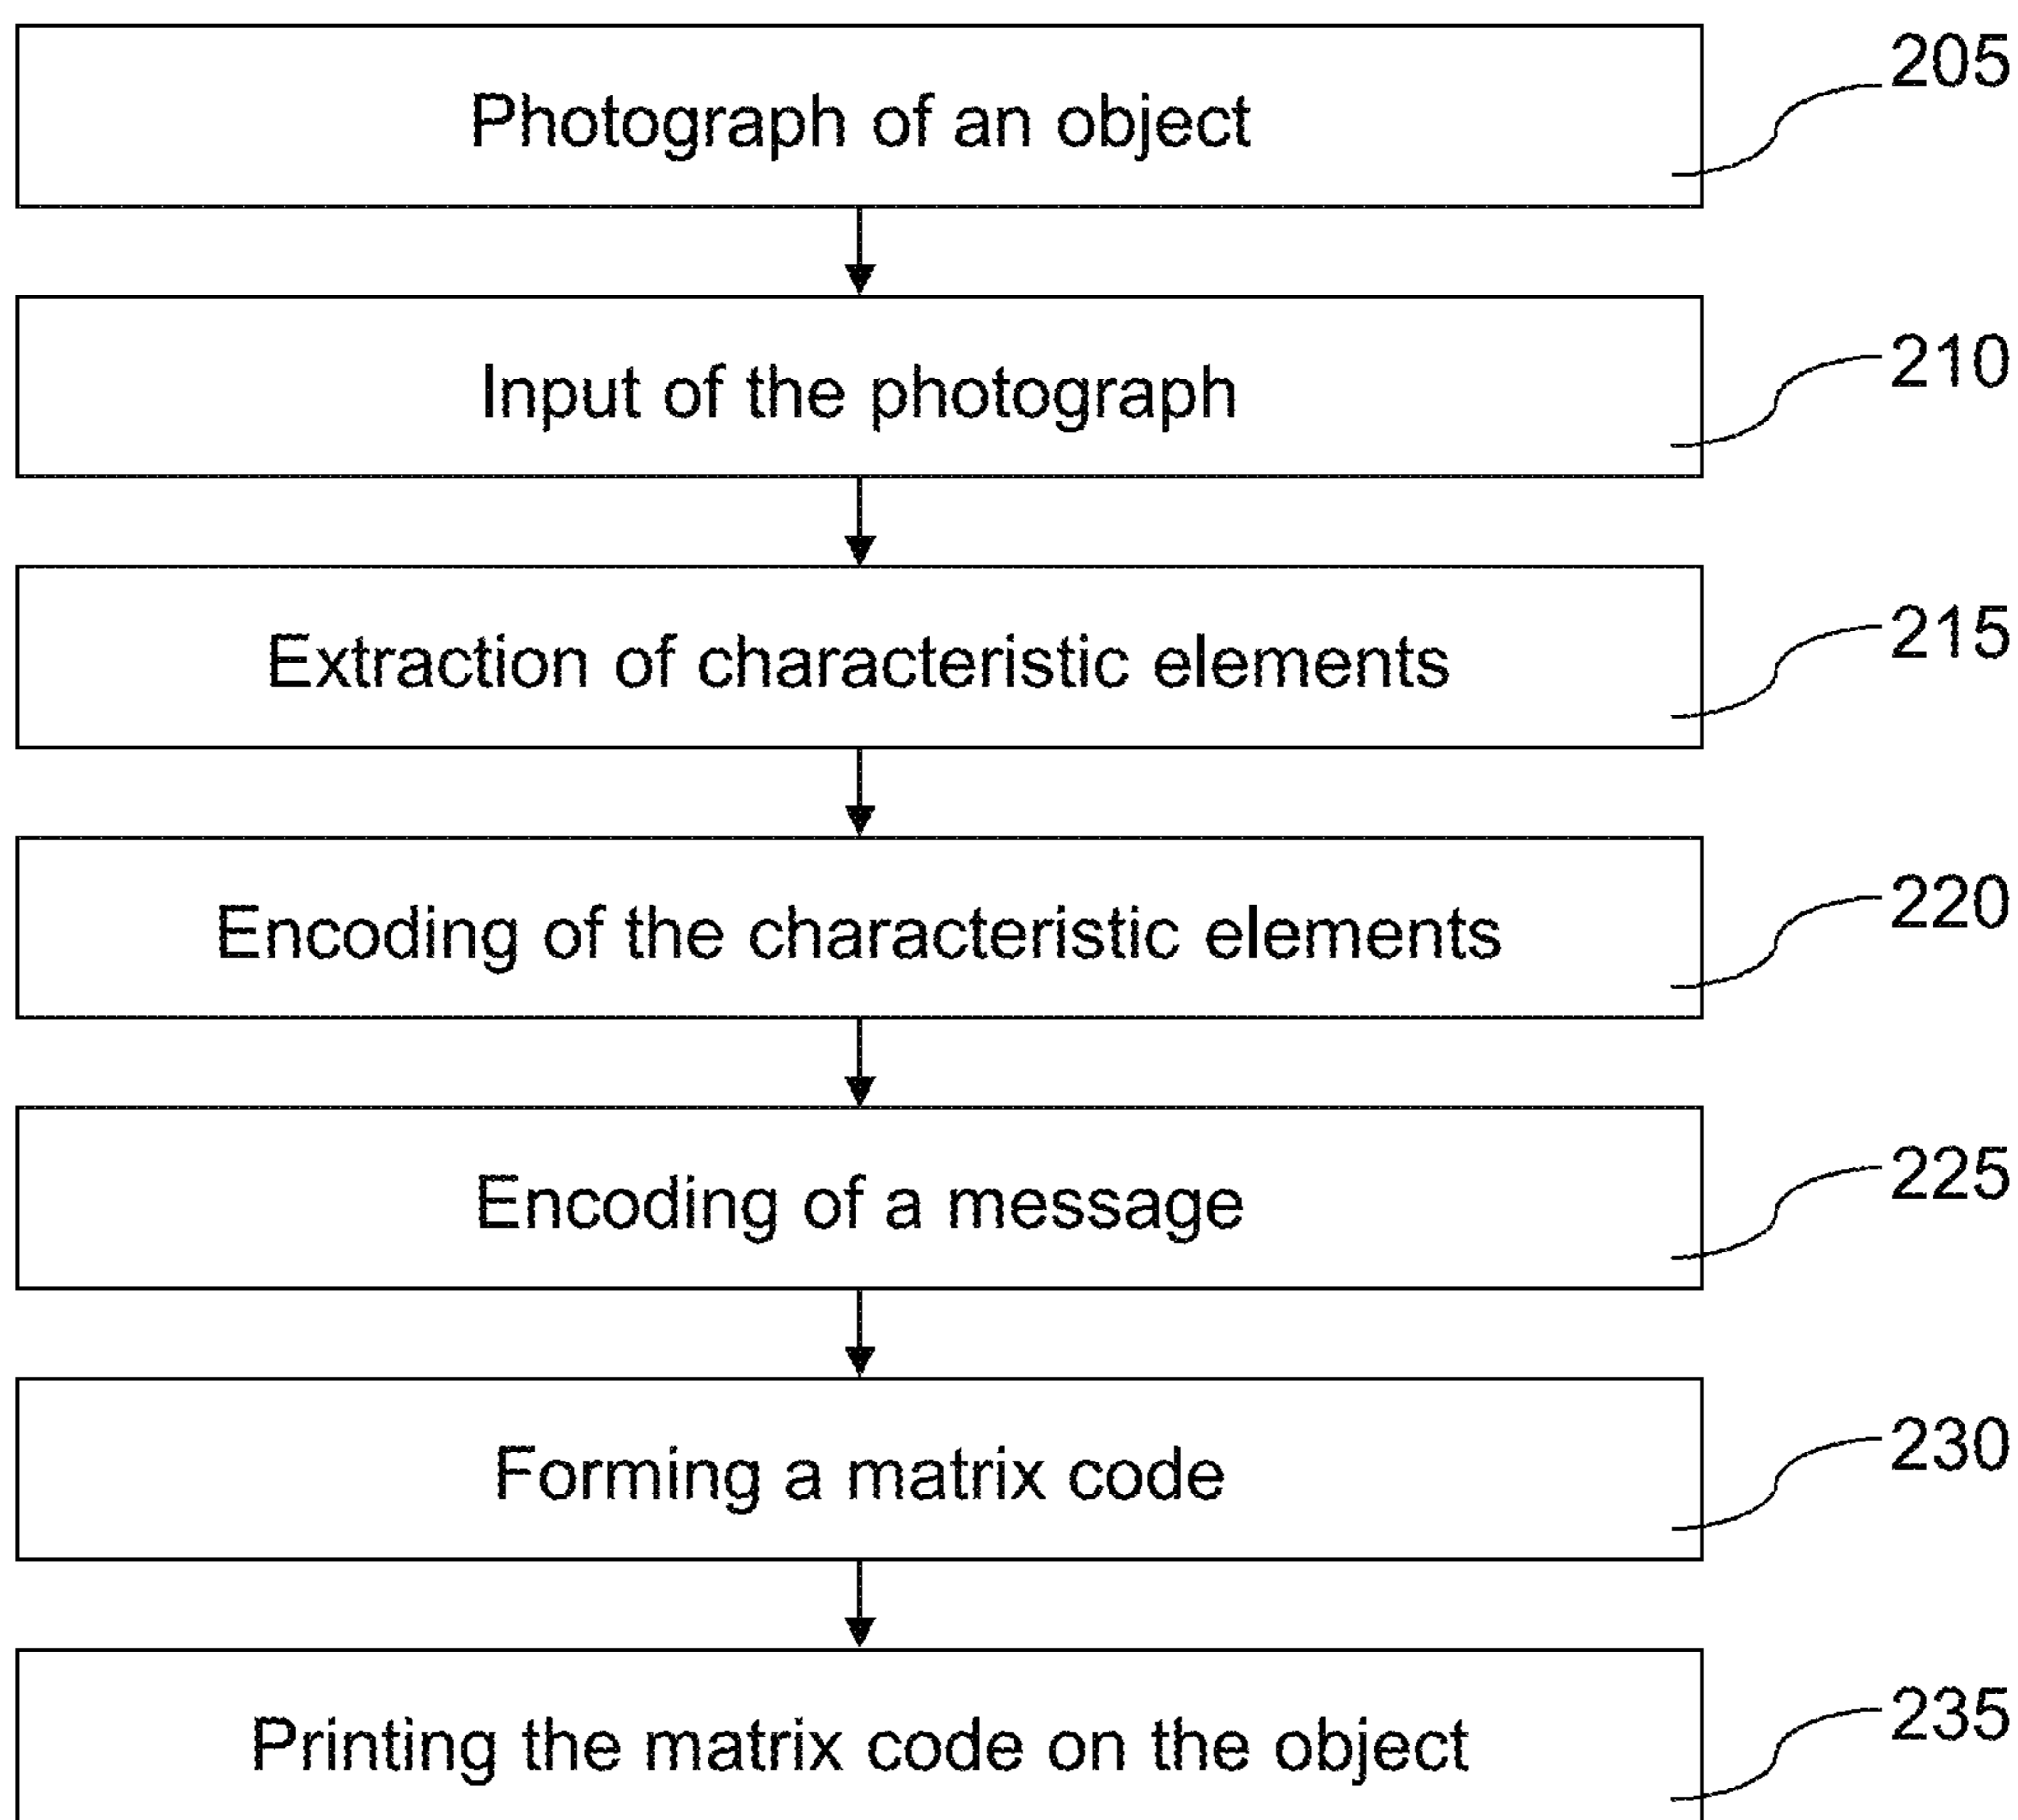 Photograph of an object 205
Input of the photograph 210
Extraction of characteristic elements 215
Encoding of the characteristic elements 220
Encoding of a message 225
Forming a matrix code 230
Printing the matrix code on the object 235